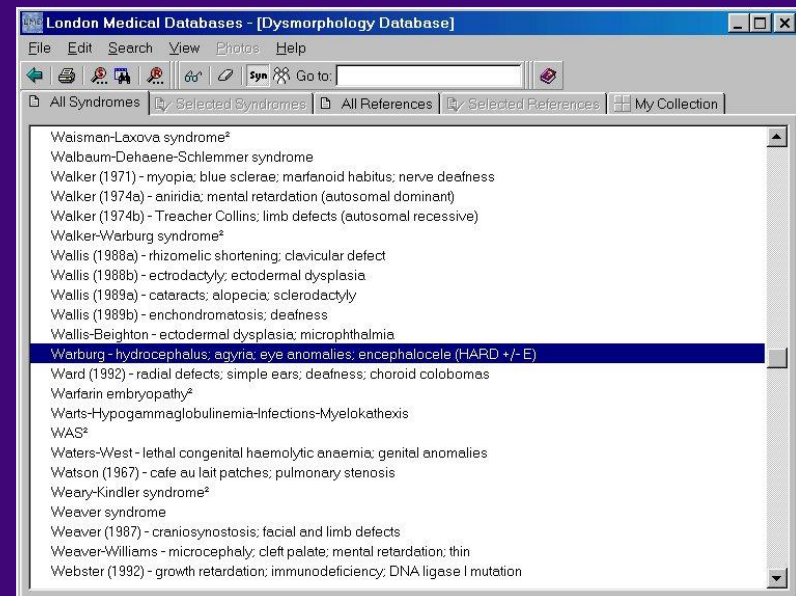 London Medical Databases - [Dysmorphology Database]
File Edit Search View Photos Help
Syn Go to:
All Syndromes Selected Syndromes All References Selected References My Collection
Waisman-Laxova syndrome²
Walbaum-Dehaene-Schlemmer syndrome
Walker (1971) - myopia; blue sclerae; marfanoid habitus; nerve deafness
Walker (1974a) - aniridia; mental retardation (autosomal dominant)
Walker (1974b) - Treacher Collins; limb defects (autosomal recessive)
Walker-Warburg syndrome²
Wallis (1988a) - rhizomelic shortening; clavicular defect
Wallis (1988b) - ectrodactyly; ectodermal dysplasia
Wallis (1989a) - cataracts; alopecia; sclerodactyly
Wallis (1989b) - enchondromatosis; deafness
Wallis-Beighton - ectodermal dysplasia; microphthalmia
Warburg - hydrocephalus; agyria; eye anomalies; encephalocele (HARD +/- E)
Ward (1992) - radial defects; simple ears; deafness; choroid colobomas
Warfarin embryopathy²
Warts-Hypogammaglobulinemia-Infections-Myelokathexis
WAS²
Waters-West - lethal congenital haemolytic anaemia; genital anomalies
Watson (1967) - cafe au lait patches; pulmonary stenosis
Weary-Kindler syndrome²
Weaver syndrome
Weaver (1987) - craniosynostosis; facial and limb defects
Weaver-Williams - microcephaly; cleft palate; mental retardation; thin
Webster (1992) - growth retardation; immunodeficiency; DNA ligase I mutation